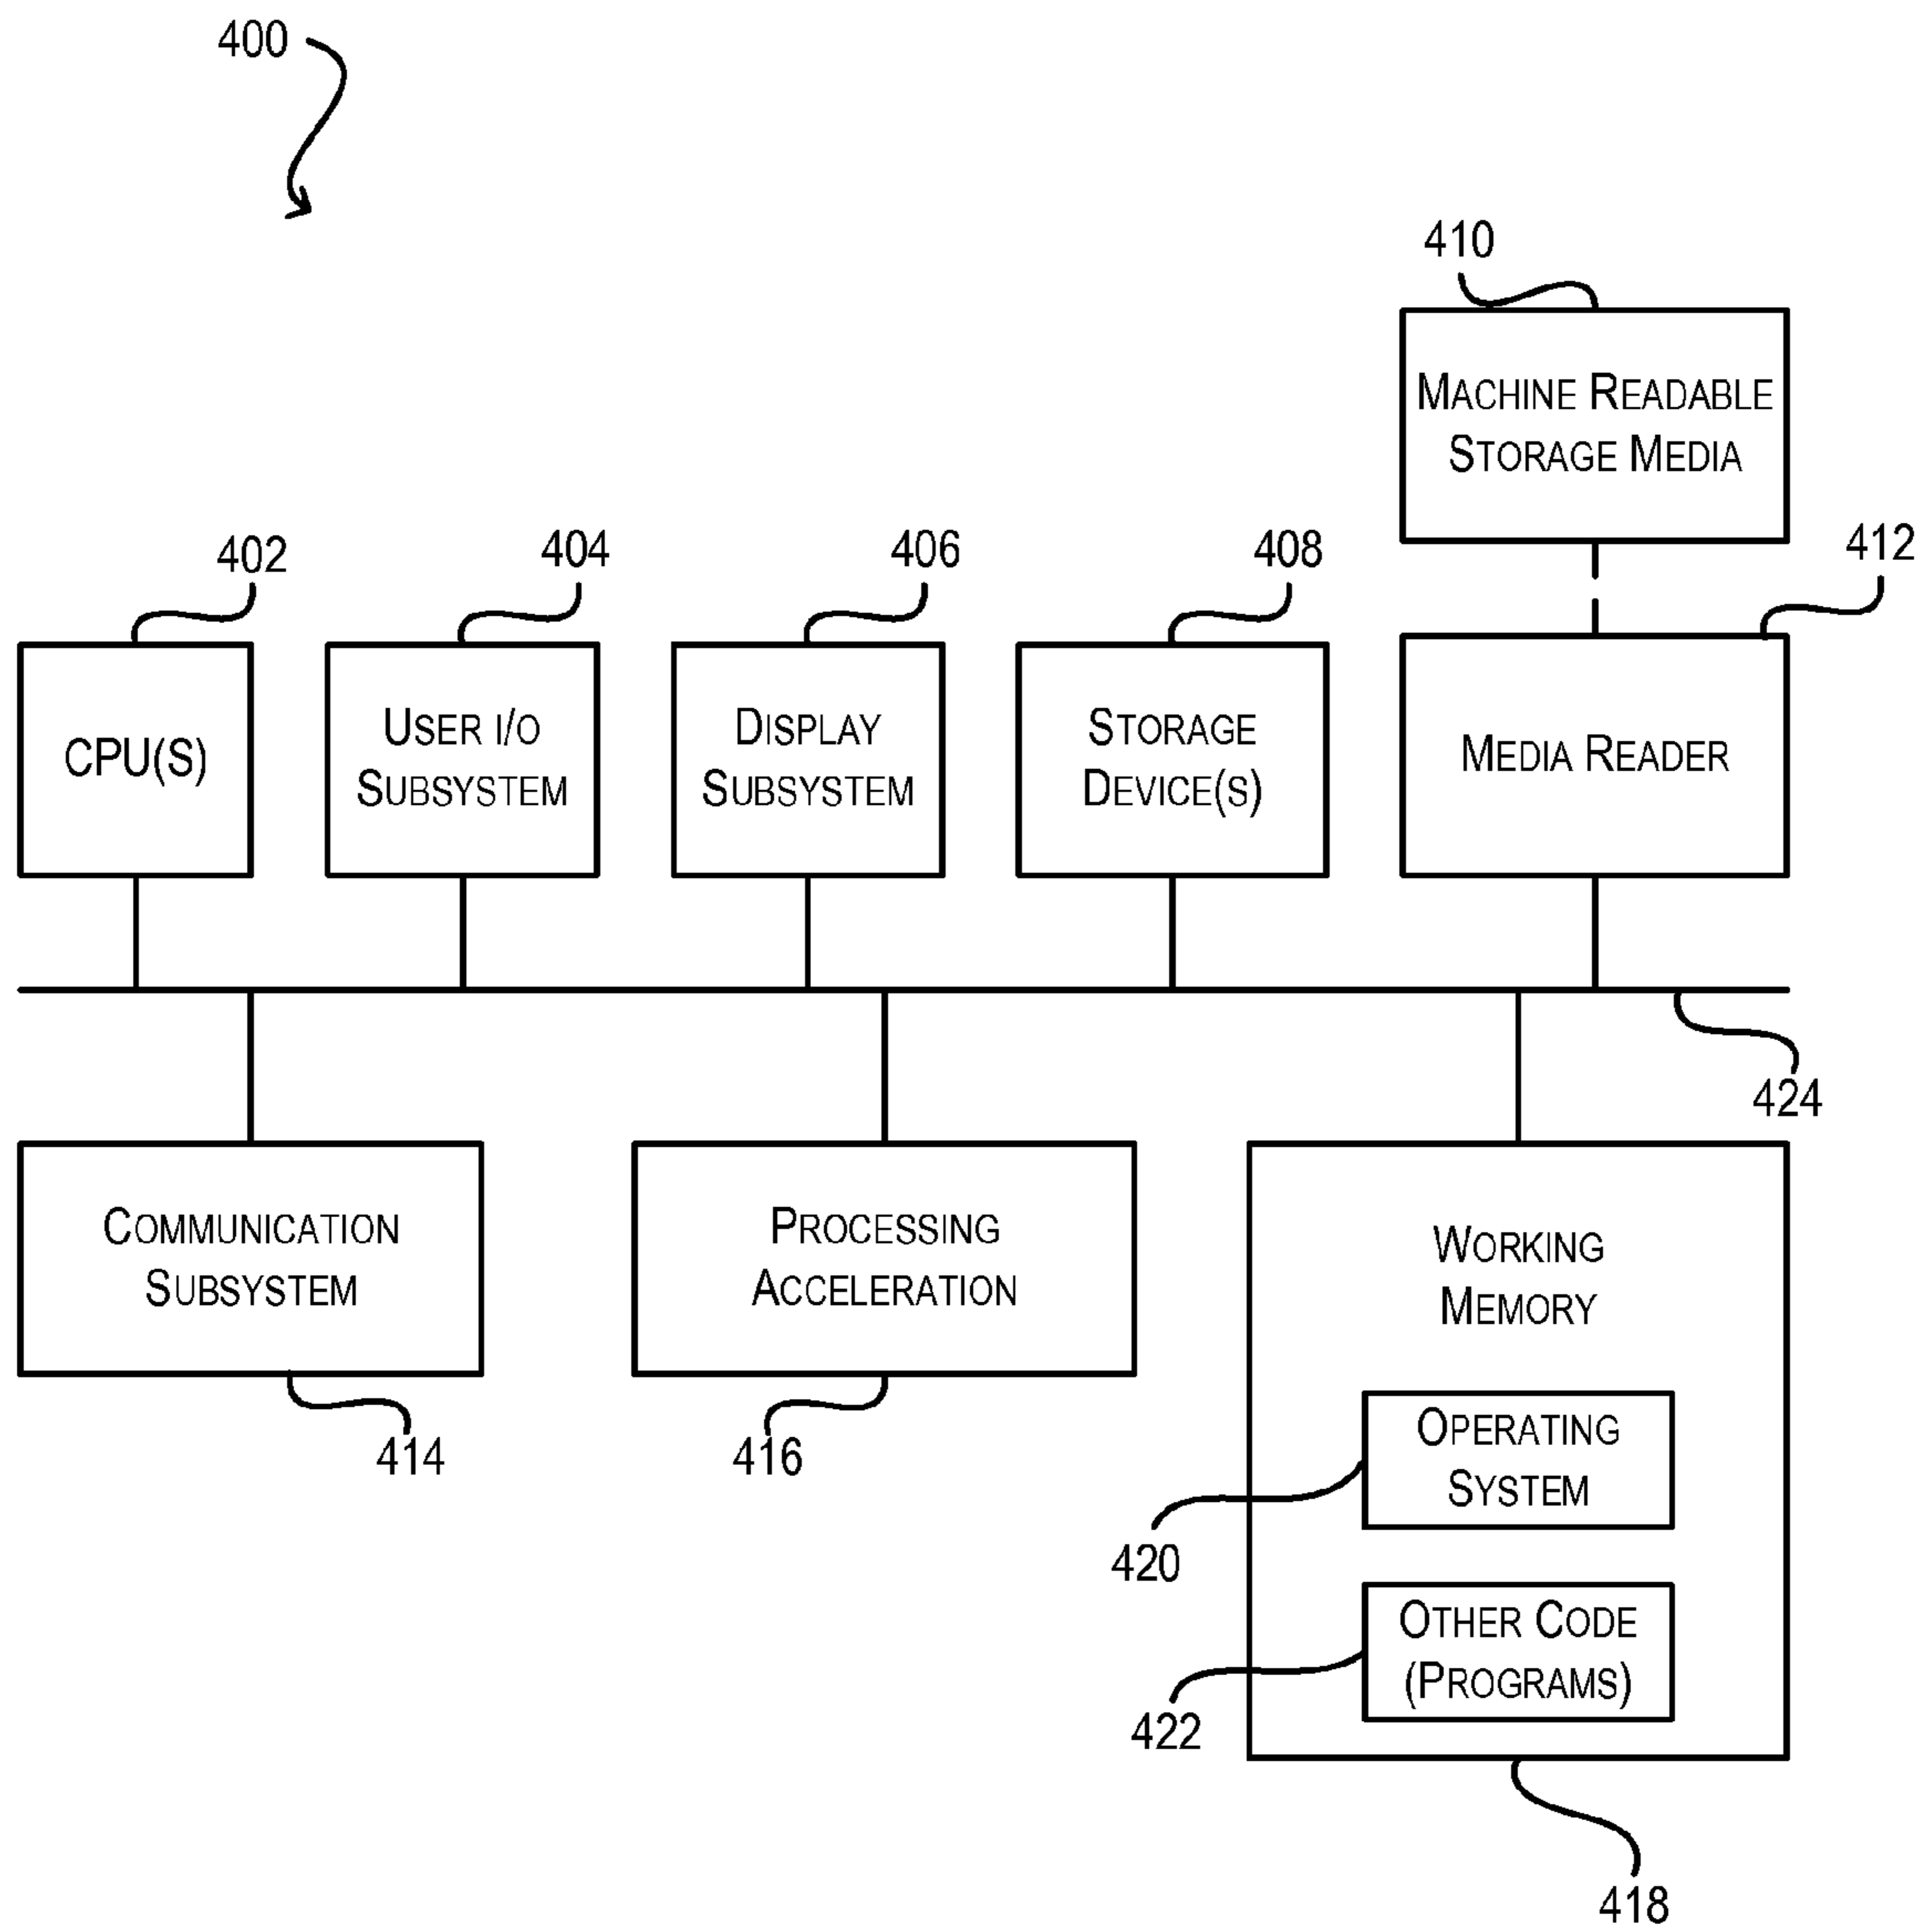 400
410
MACHINE READABLE
STORAGE MEDIA
402
404
406
408
412
CPU(S)
USER I/O
SUBSYSTEM
DISPLAY
SUBSYSTEM
STORAGE
DEVICE(S)
MEDIA READER
424
COMMUNICATION
SUBSYSTEM
PROCESSING
ACCELERATION
WORKING
MEMORY
414
416
OPERATING
SYSTEM
420
OTHER CODE
(PROGRAMS)
422
418